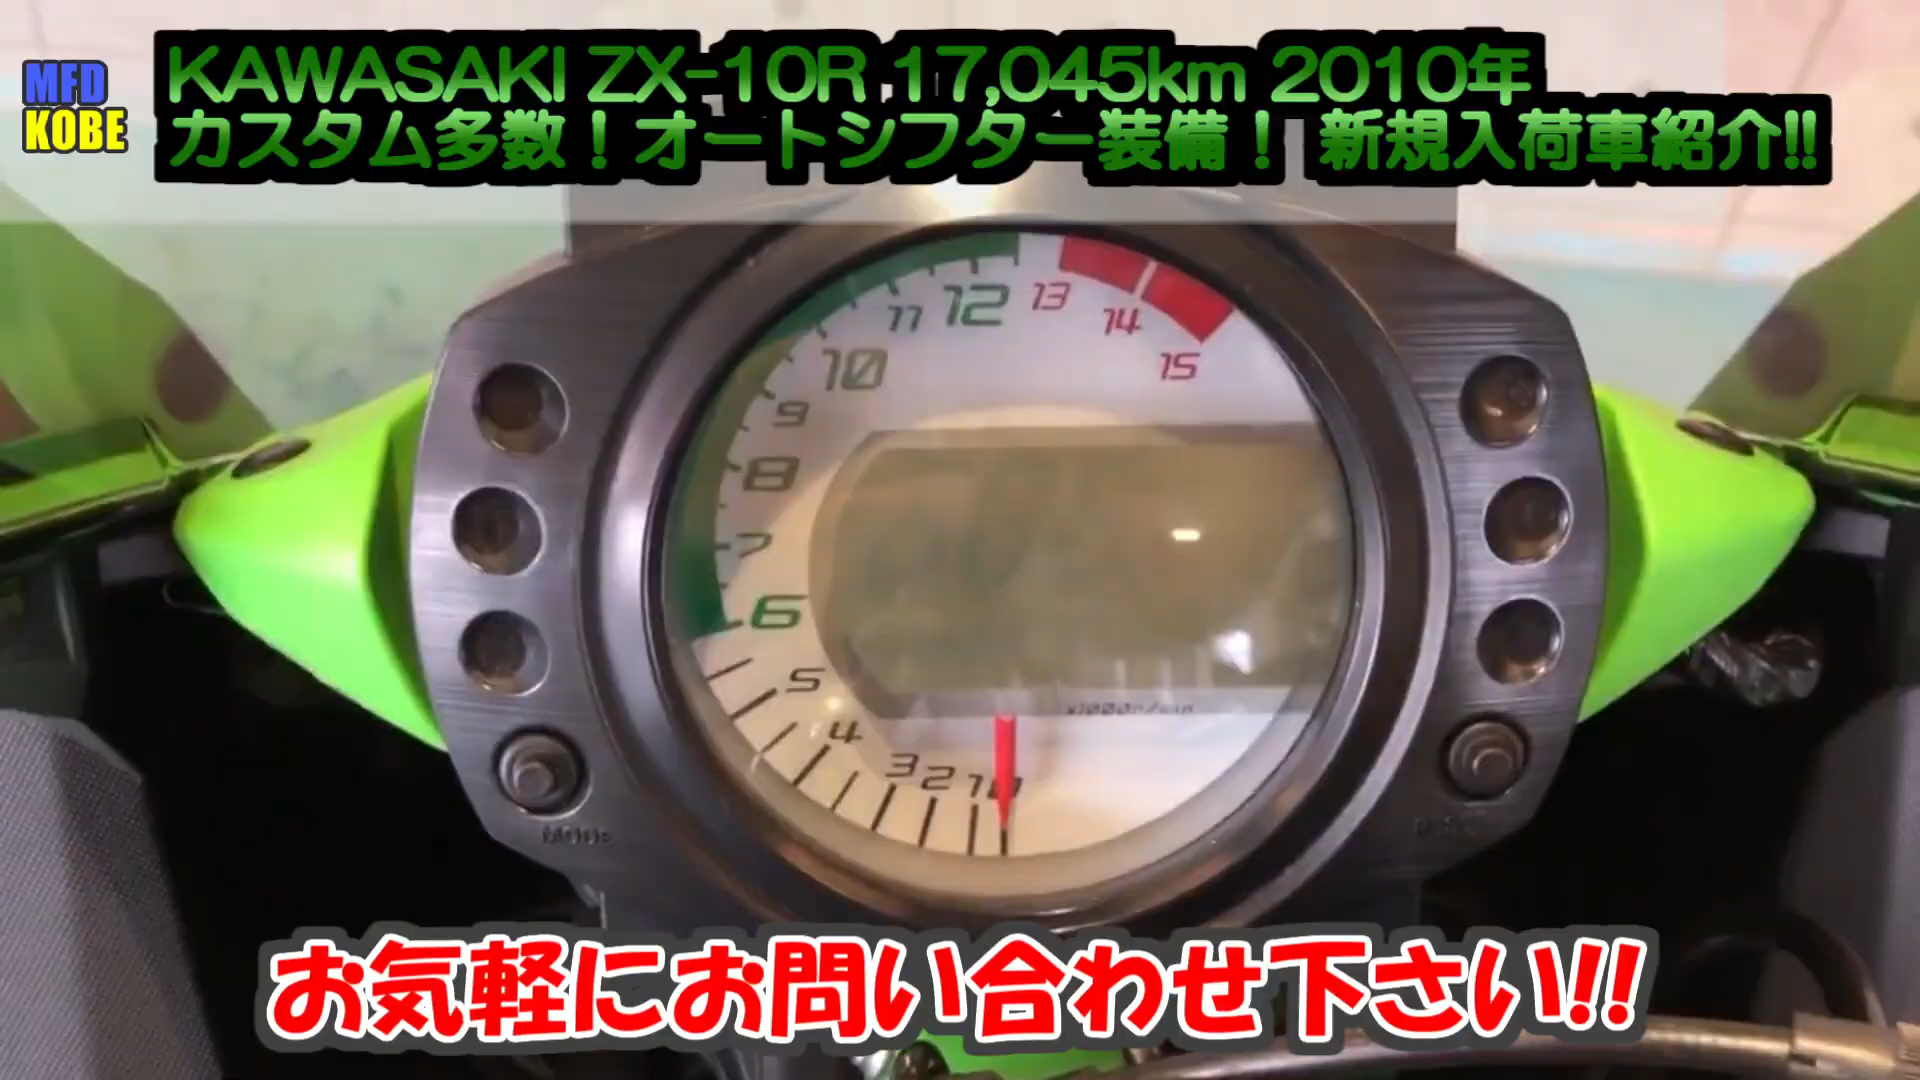 MFD
KOBE
KAWASAKI ZX-10R 17,045km 2010年
カスタム多数！オートシフター装備！ 新規入荷車紹介!!
11 12 13
14
10 15
9
8
7
6
5
4
3 2 1 0
x1000r/min
MODE
お気軽にお問い合わせ下さい!!